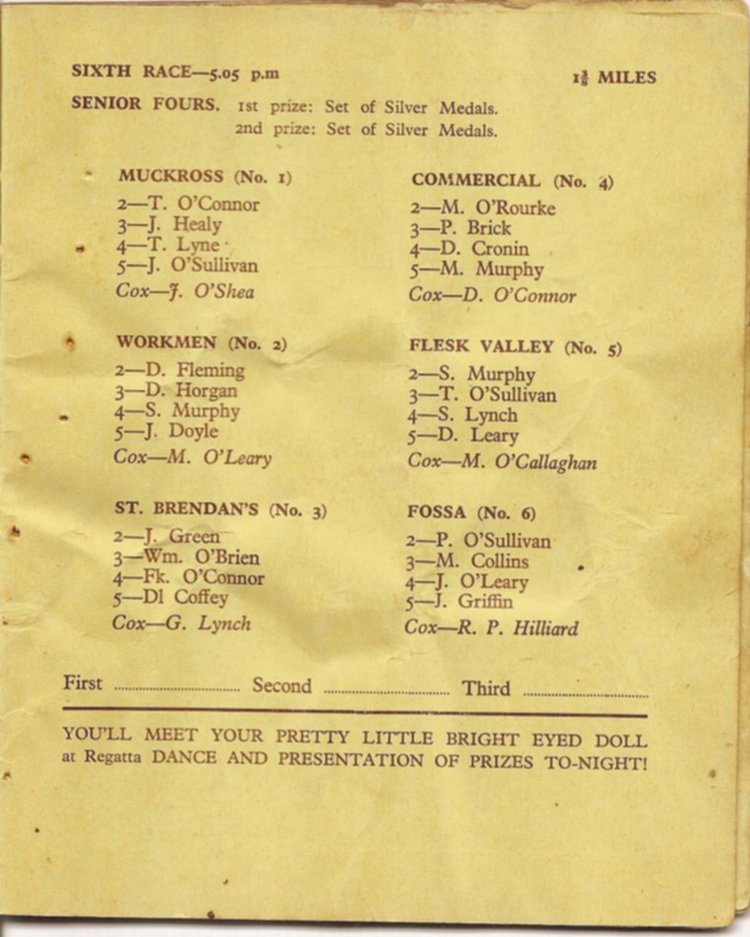 SIXTH RACE—5.05 p.m
MILES
SENIOR FOURS. 1st prize: Set of Silver Medals.
2nd prize: Set of Silver Medals.
MUCKROSS (No. 1)
2—T. O'Connor
3—J. Healy
4—T. Lyne
5—J. O'Sullivan
Cox—J. O'Shea
WORKMEN (No. 2)
2—D. Fleming
3—D. Horgan
4—S. Murphy
5—J. Doyle
Cox—M. O'Leary
ST. BRENDAN'S (No. 3)
2—J. Green
3—Wm. O'Brien
4—Fk. O'Connor
5—Dl Coffey
Cox—G. Lynch
COMMERCIAL (No. 4)
2—M. O'Rourke
3—P. Brick
4—D. Cronin
5—M. Murphy
Cox—D. O'Connor
FLESK VALLEY (No. 5)
2—S. Murphy
3—T. O'Sullivan
4—S. Lynch
5—D. Leary
Cox—M. O'Callaghan
FOSSA (No. 6)
2—P. O'Sullivan
3—M. Collins
4—J. O'Leary
5—J. Griffin
Cox—R. P. Hilliard
First ........................ Second ........................ Third ........................
YOU'LL MEET YOUR PRETTY LITTLE BRIGHT EYED DOLL
at Regatta DANCE AND PRESENTATION OF PRIZES TO-NIGHT!